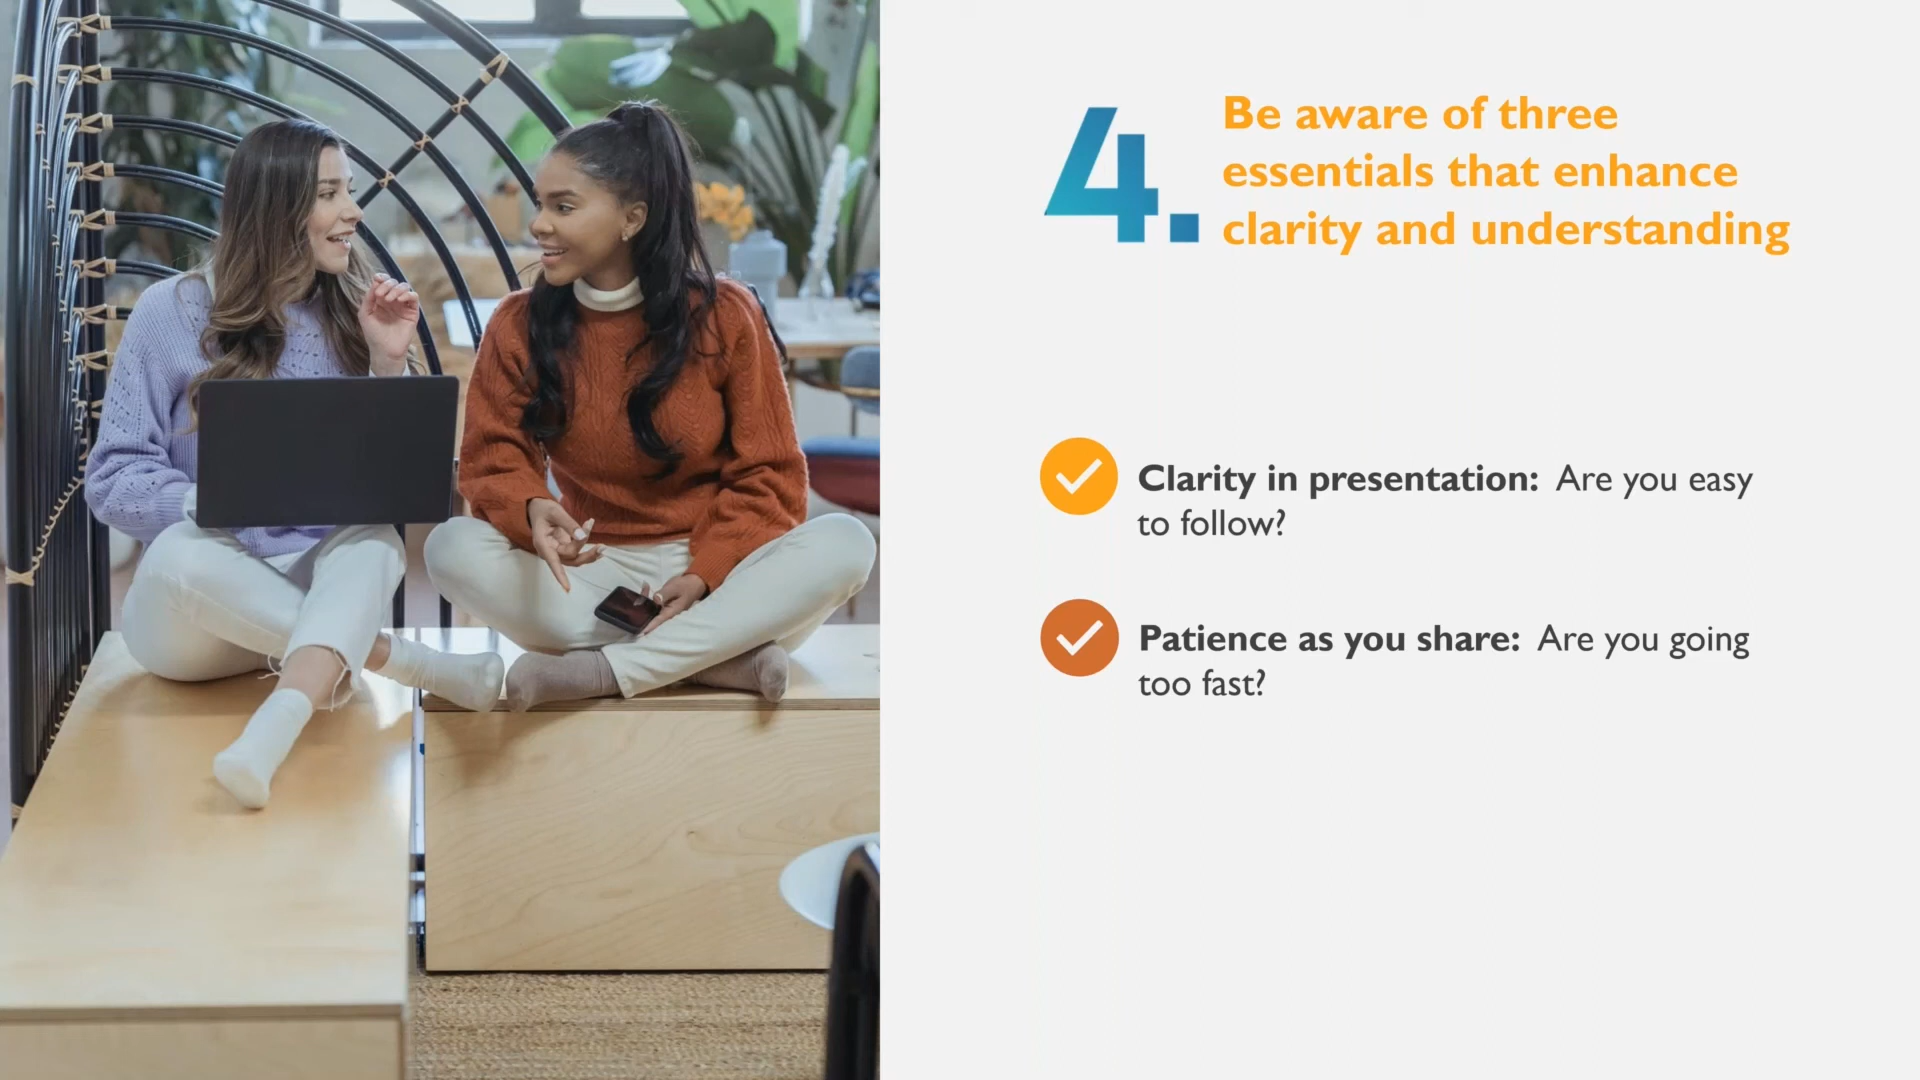 4.
Be aware of three
essentials that enhance
clarity and understanding
Clarity in presentation: Are you easy
to follow?
Patience as you share: Are you going
too fast?